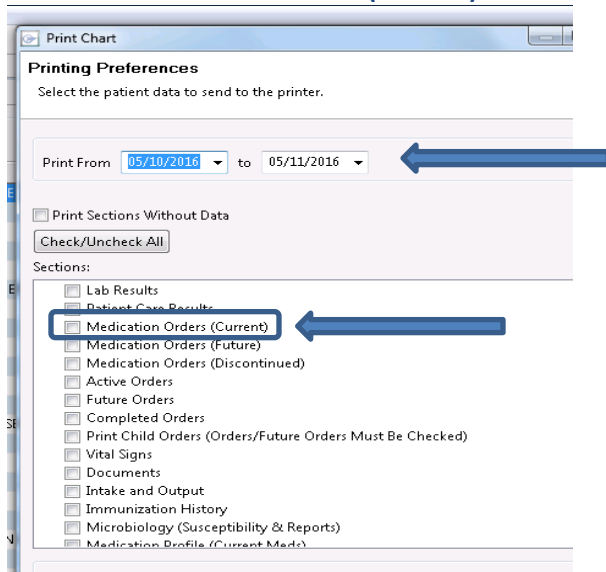 Print Chart
Printing Preferences
Select the patient data to send to the printer.
Print From 05/10/2016 to 05/11/2016
Print Sections Without Data
Check/Uncheck All
Sections:
Lab Results
Patient Care Results
Medication Orders (Current)
Medication Orders (Future)
Medication Orders (Discontinued)
Active Orders
Future Orders
Completed Orders
Print Child Orders (Orders/Future Orders Must Be Checked)
Vital Signs
Documents
Intake and Output
Immunization History
Microbiology (Susceptibility & Reports)
Medication Profile (Current Meds)